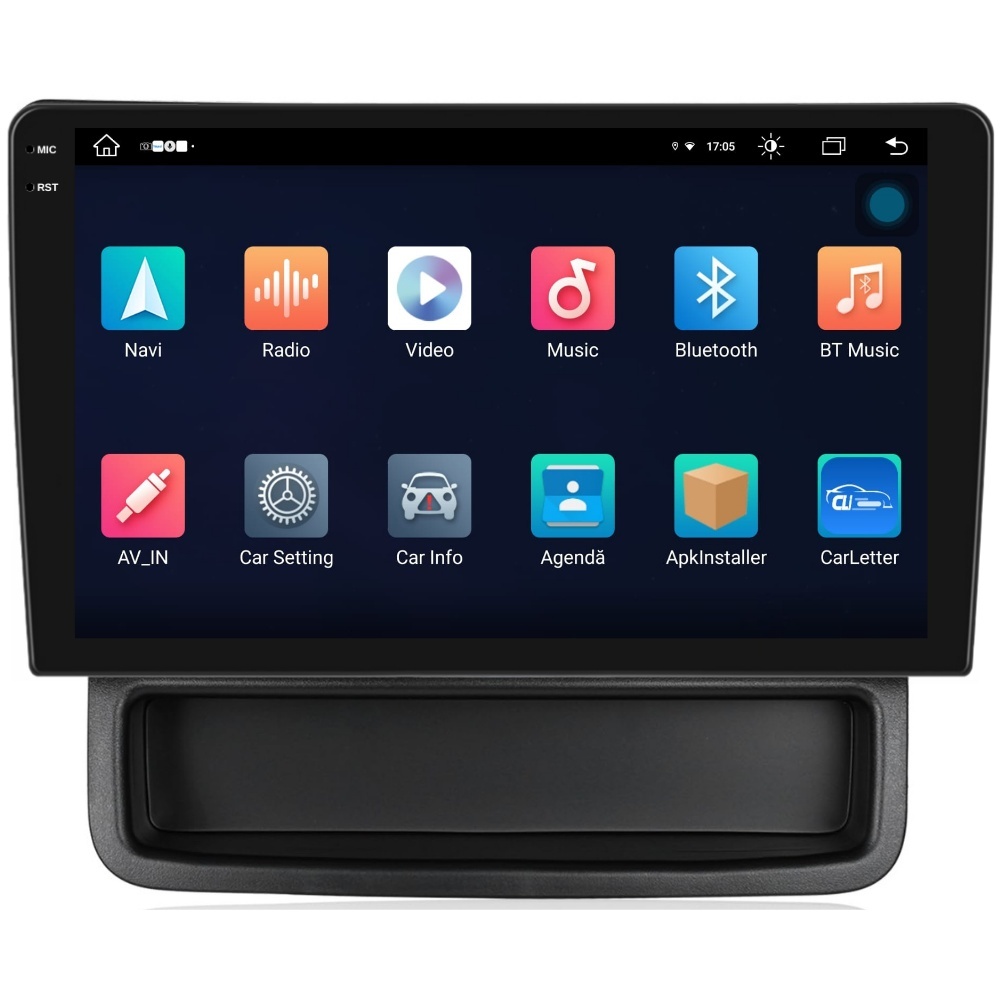 MIC
17:05
RST
Navi
Radio
Video
Music
Bluetooth
BT Music
CLI
AV_IN
Car Setting
Car Info
Agendă
ApkInstaller
CarLetter